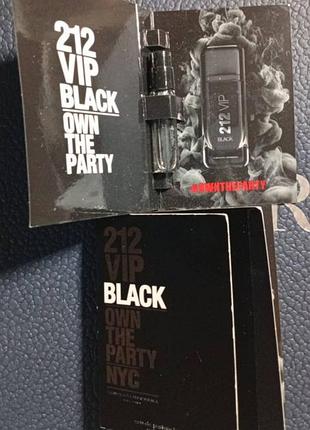 212
VIP
BLACK
OWN
THE
PARTY
212 VIP
BLACK
#OWNTHEPARTY
212
VIP
BLACK
OWN
THE
PARTY
NYC